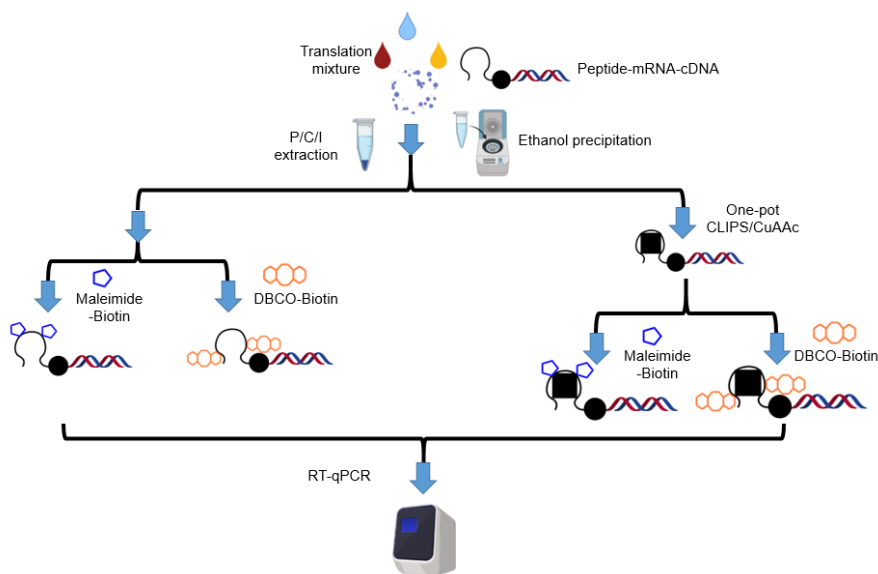 Translation
mixture
Peptide-mRNA-cDNA
P/C/I
extraction
Ethanol precipitation
One-pot
CLIPS/CuAAc
Maleimide
-Biotin
DBCO-Biotin
Maleimide
-Biotin
DBCO-Biotin
RT-qPCR